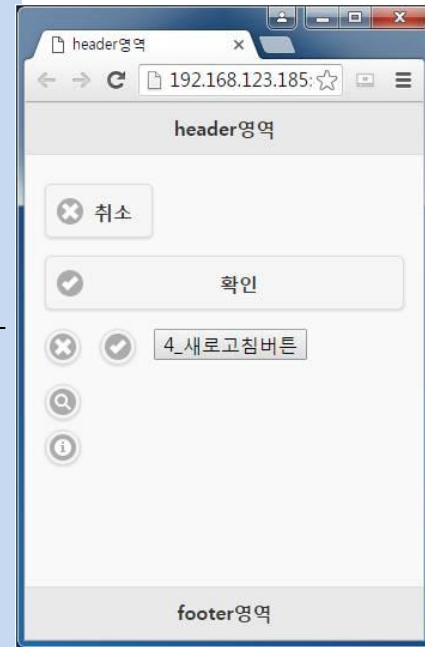 header영역
192.168.123.185:
header영역
취소
확인
4_새로고침버튼
footer영역